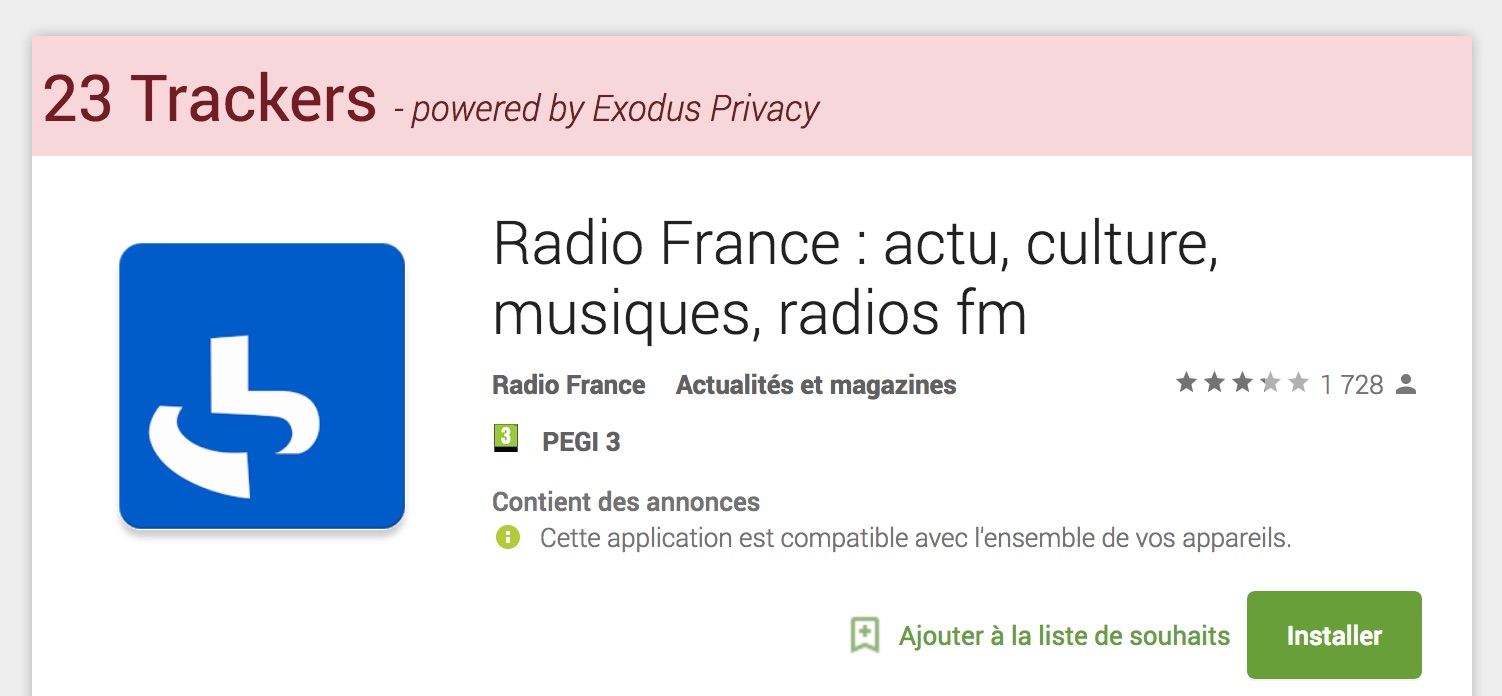 23 Trackers - powered by Exodus Privacy
Radio France : actu, culture,
musiques, radios fm
Radio France Actualités et magazines 1 728
3 PEGI 3
Contient des annonces
Cette application est compatible avec l'ensemble de vos appareils.
Ajouter à la liste de souhaits Installer